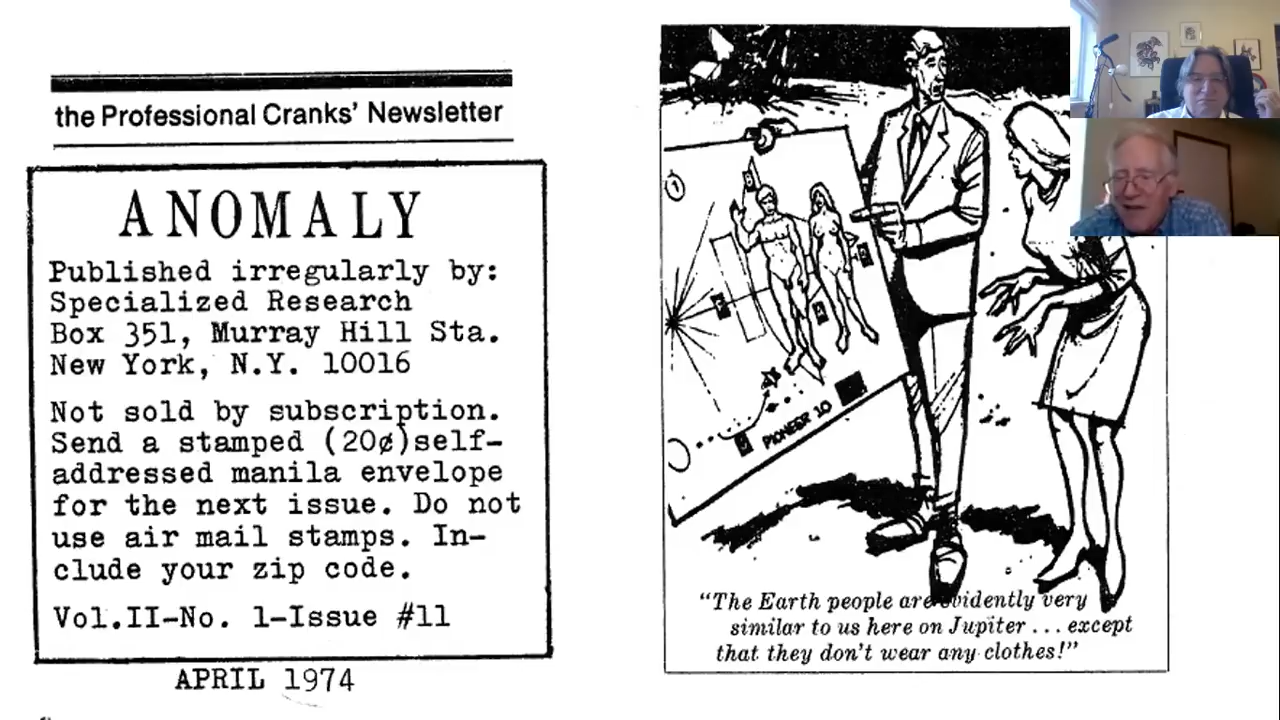 the Professional Cranks' Newsletter
ANOMALY
Published irregularly by:
Specialized Research
Box 351, Murray Hill Sta.
New York, N.Y. 10016
Not sold by subscription.
Send a stamped (20¢)self-
addressed manila envelope
for the next issue. Do not
use air mail stamps. In-
clude your zip code.
Vol.II-No. 1-Issue #11
APRIL 1974
PIONEER 10
"The Earth people are evidently very
similar to us here on Jupiter ... except
that they don't wear any clothes!"